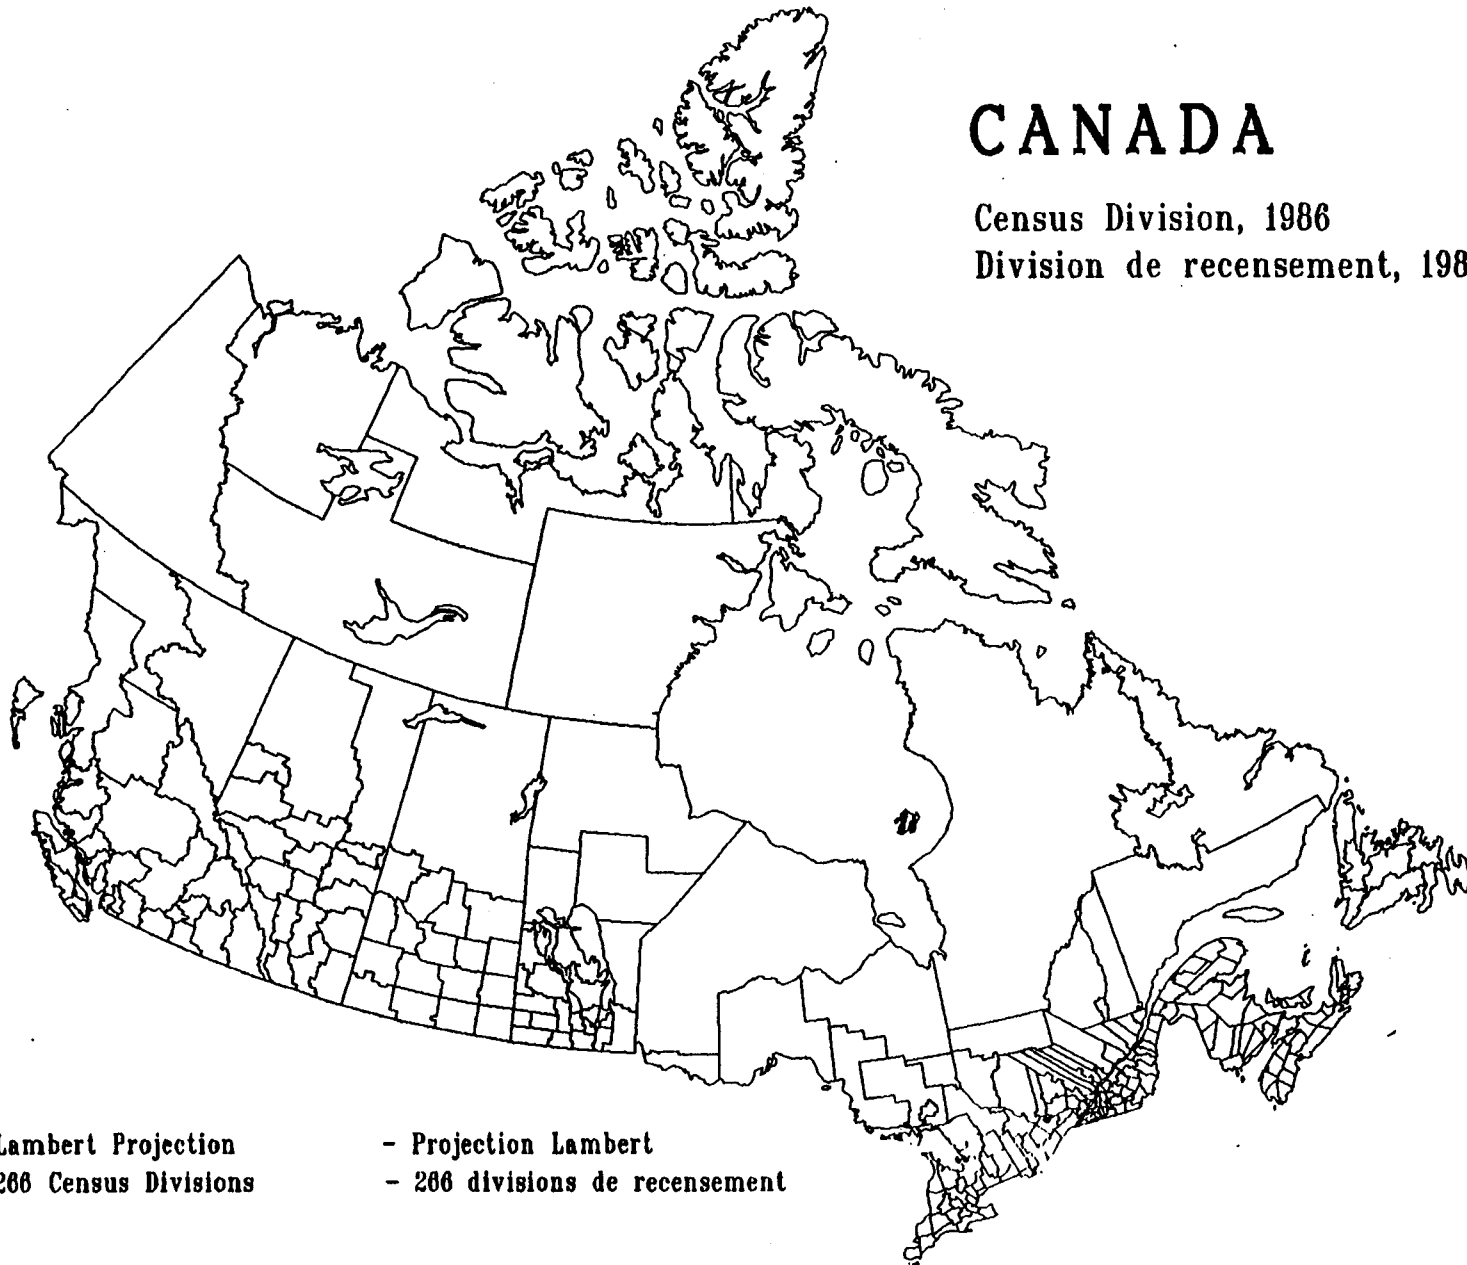 CANADA
Census Division, 1986
Division de recensement, 198
Lambert Projection
- Projection Lambert
266 Census Divisions
- 266 divisions de recensement